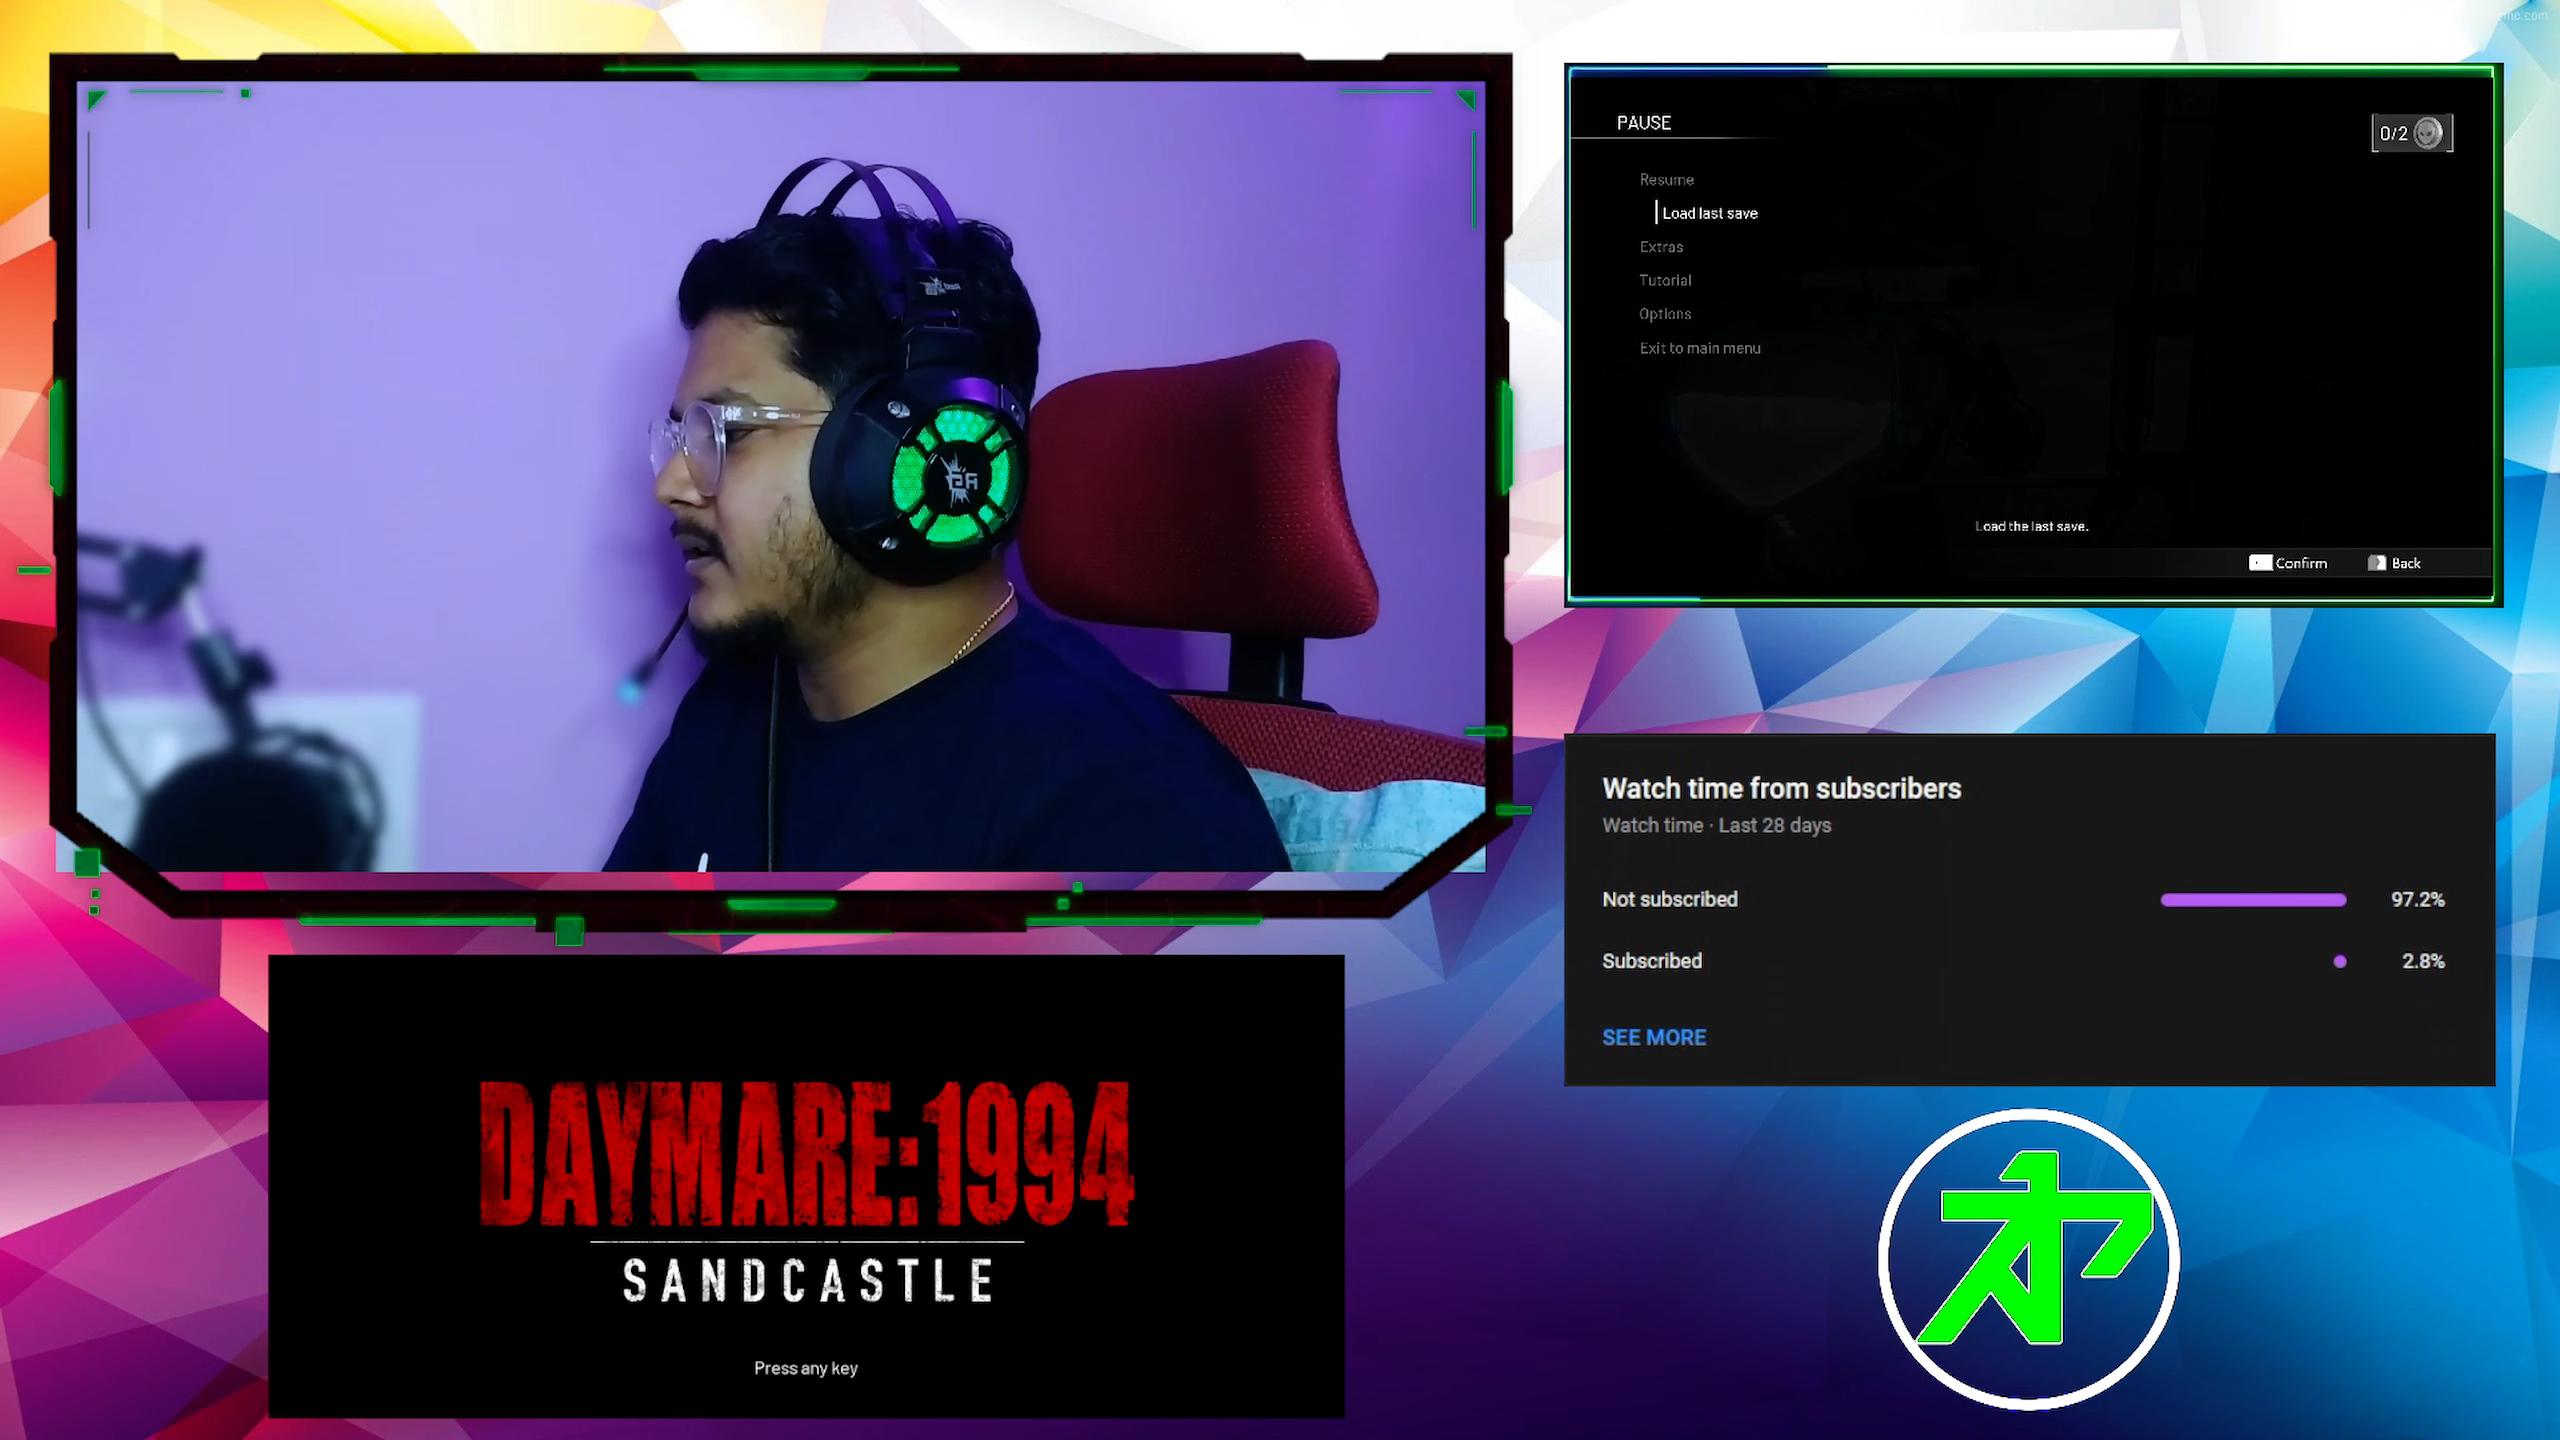 PAUSE
0/2
Resume
Load last save
Extras
Tutorial
Options
Exit to main menu
Load the last save.
Confirm
Back
Watch time from subscribers
Watch time · Last 28 days
Not subscribed 97.2%
Subscribed 2.8%
SEE MORE
DAYMARE:1994
SANDCASTLE
Press any key